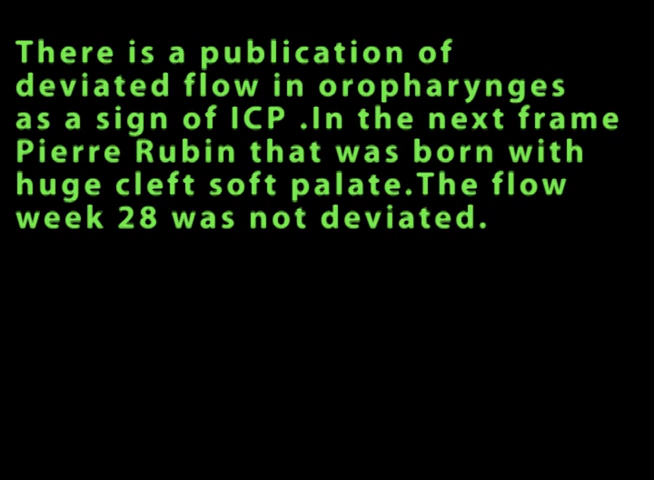 There is a publication of
deviated flow in oropharynges
as a sign of ICP .In the next frame
Pierre Rubin that was born with
huge cleft soft palate.The flow
week 28 was not deviated.